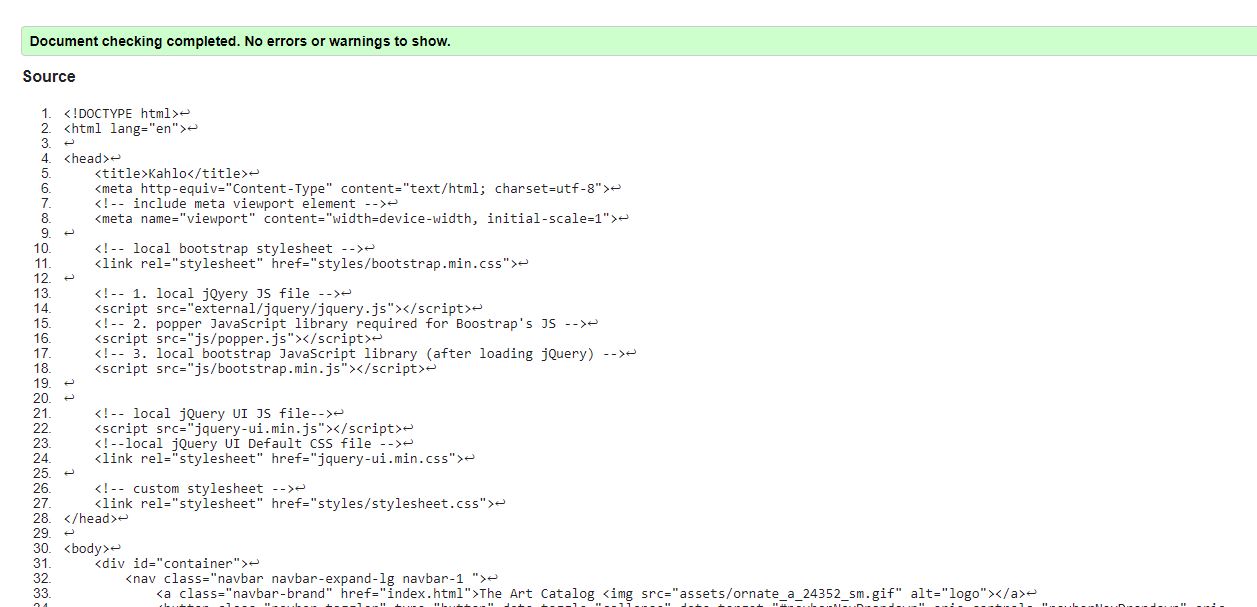 Document checking completed. No errors or warnings to show.
Source
1. <!DOCTYPE html>↩
2. <html lang="en">↩
3. ↩
4. <head>↩
5. <title>Kahlo</title>↩
6. <meta http-equiv="Content-Type" content="text/html; charset=utf-8">↩
7. <!-- include meta viewport element -->↩
8. <meta name="viewport" content="width=device-width, initial-scale=1">↩
9. ↩
10. <!-- local bootstrap stylesheet -->↩
11. <link rel="stylesheet" href="styles/bootstrap.min.css">↩
12. ↩
13. <!-- 1. local jQyery JS file -->↩
14. <script src="external/jquery/jquery.js"></script>↩
15. <!-- 2. popper JavaScript library required for Boostrap's JS -->↩
16. <script src="js/popper.js"></script>↩
17. <!-- 3. local bootstrap JavaScript library (after loading jQuery) -->↩
18. <script src="js/bootstrap.min.js"></script>↩
19. ↩
20. ↩
21. <!-- local jQuery UI JS file-->↩
22. <script src="jquery-ui.min.js"></script>↩
23. <!--local jQuery UI Default CSS file -->↩
24. <link rel="stylesheet" href="jquery-ui.min.css">↩
25. ↩
26. <!-- custom stylesheet -->↩
27. <link rel="stylesheet" href="styles/stylesheet.css">↩
28. </head>↩
29. ↩
30. <body>↩
31. <div id="container">↩
32. <nav class="navbar navbar-expand-lg navbar-1 ">↩
33. <a class="navbar-brand" href="index.html">The Art Catalog <img src="assets/ornate_a_24352_sm.gif" alt="logo"></a>↩